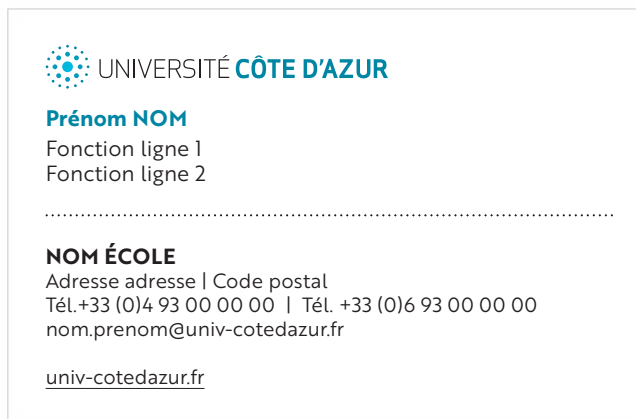 UNIVERSITÉ CÔTE D'AZUR
Prénom NOM
Fonction ligne 1
Fonction ligne 2
NOM ÉCOLE
Adresse adresse | Code postal
Tél.+33 (0)4 93 00 00 00 | Tél. +33 (0)6 93 00 00 00
nom.prenom@univ-cotedazur.fr
univ-cotedazur.fr